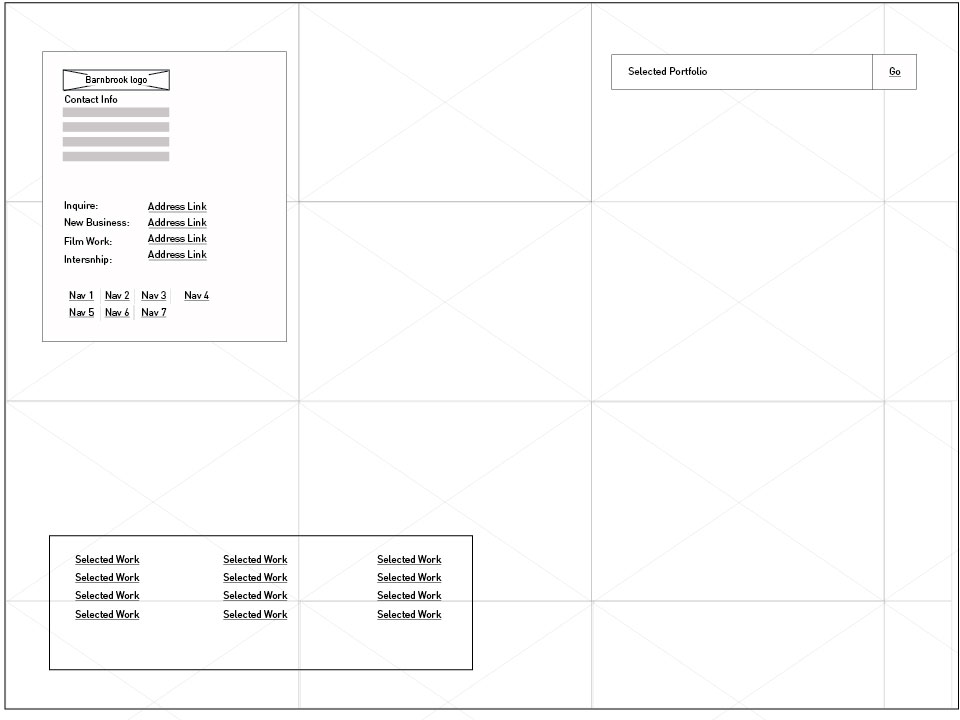 Barnbrook logo
Contact Info
Inquire: Address Link
New Business: Address Link
Film Work: Address Link
Intersnhip: Address Link
Nav 1 Nav 2 Nav 3 Nav 4
Nav 5 Nav 6 Nav 7
Selected Portfolio Go
Selected Work Selected Work Selected Work
Selected Work Selected Work Selected Work
Selected Work Selected Work Selected Work
Selected Work Selected Work Selected Work